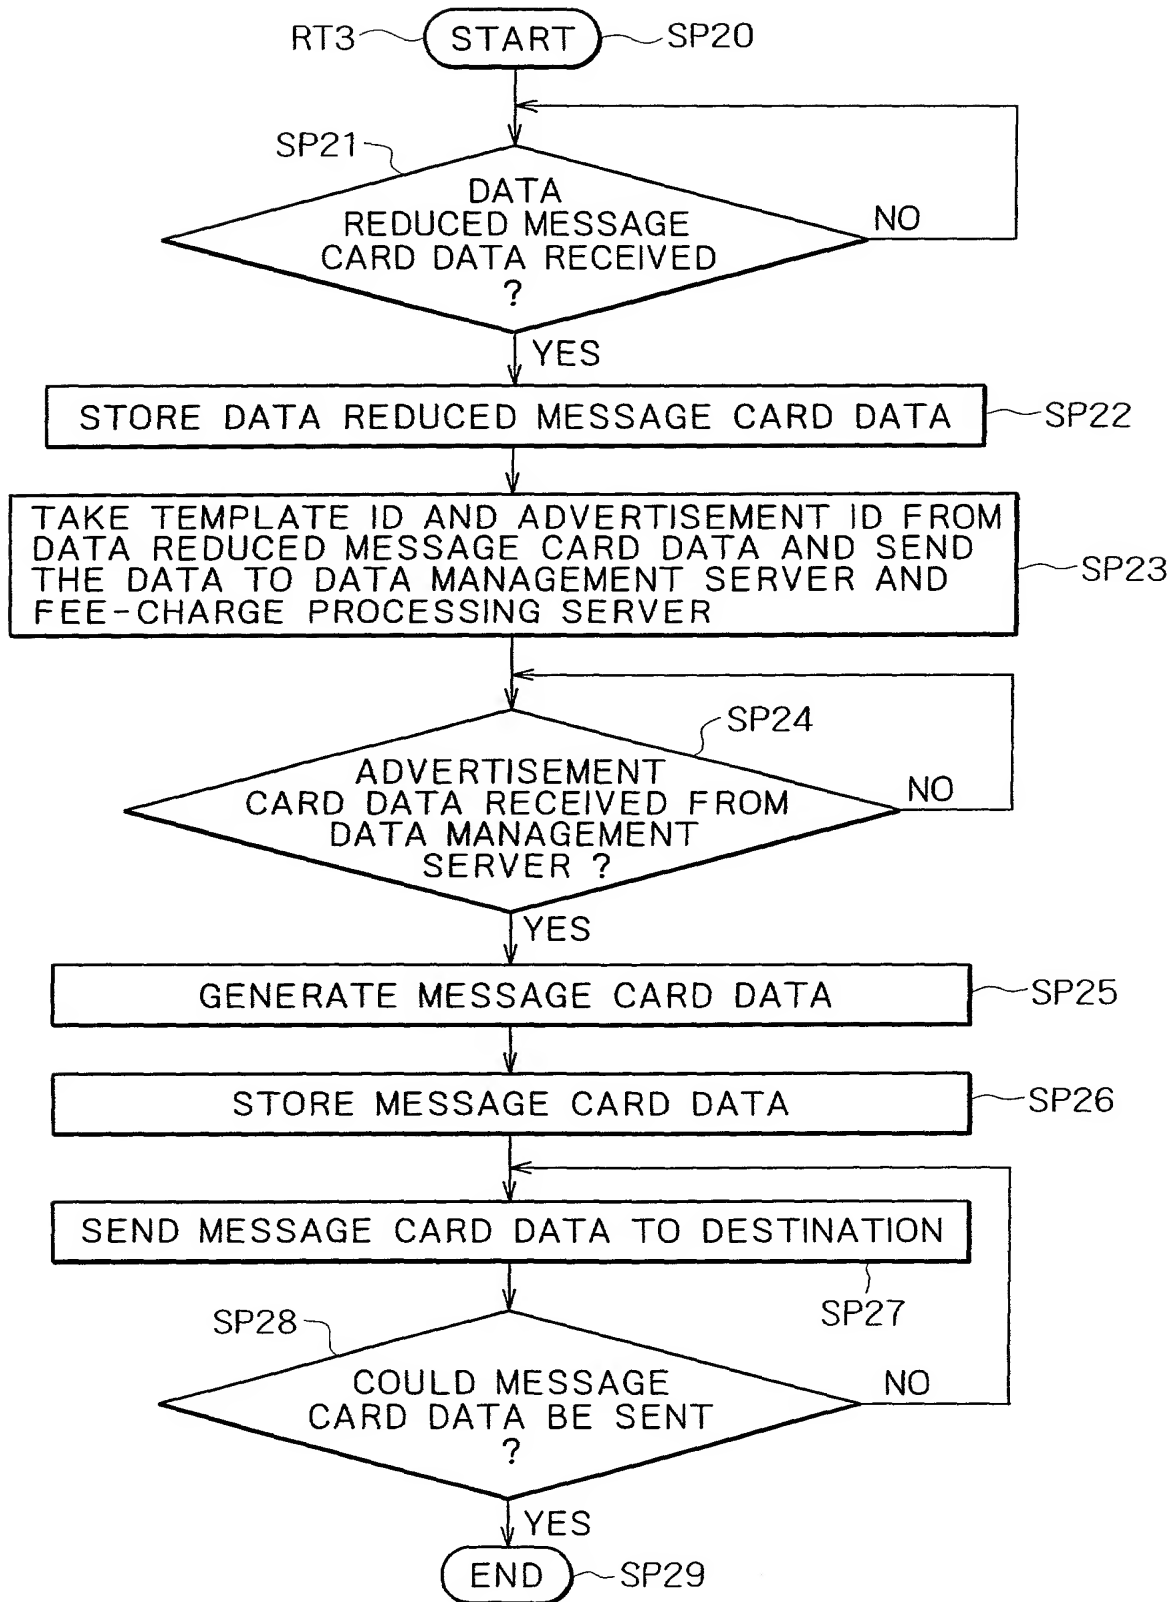 RT3 START SP20
SP21
DATA
REDUCED MESSAGE
CARD DATA RECEIVED
?
NO
YES
STORE DATA REDUCED MESSAGE CARD DATA
SP22
TAKE TEMPLATE ID AND ADVERTISEMENT ID FROM
DATA REDUCED MESSAGE CARD DATA AND SEND
THE DATA TO DATA MANAGEMENT SERVER AND
FEE-CHARGE PROCESSING SERVER
SP23
SP24
ADVERTISEMENT
CARD DATA RECEIVED FROM
DATA MANAGEMENT
SERVER ?
NO
YES
GENERATE MESSAGE CARD DATA
SP25
STORE MESSAGE CARD DATA
SP26
SEND MESSAGE CARD DATA TO DESTINATION
SP27
SP28
COULD MESSAGE
CARD DATA BE SENT
?
NO
YES
END SP29